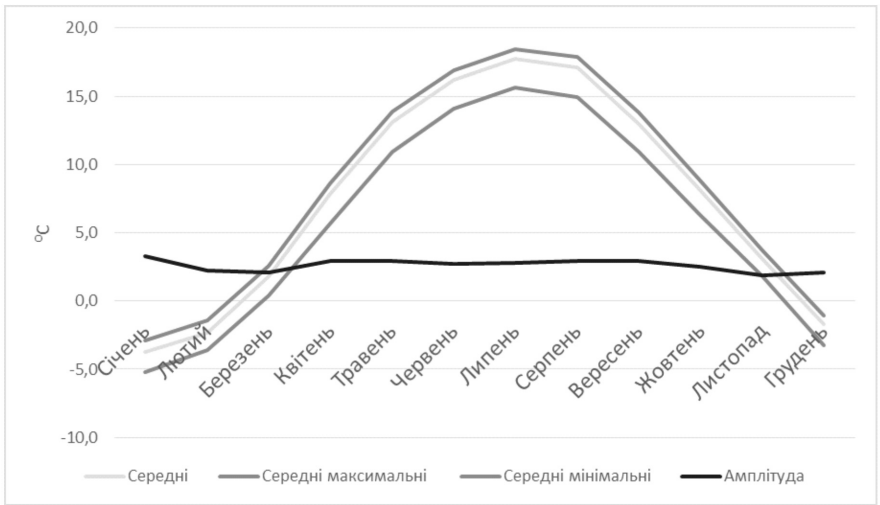 20,0
15,0
10,0
5,0
0,0
-5,0
-10,0
°C
Січень
Лютий
Березень
Квітень
Травень
Червень
Липень
Серпень
Вересень
Жовтень
Листопад
Грудень
Середні Середні максимальні Середні мінімальні Амплітуда